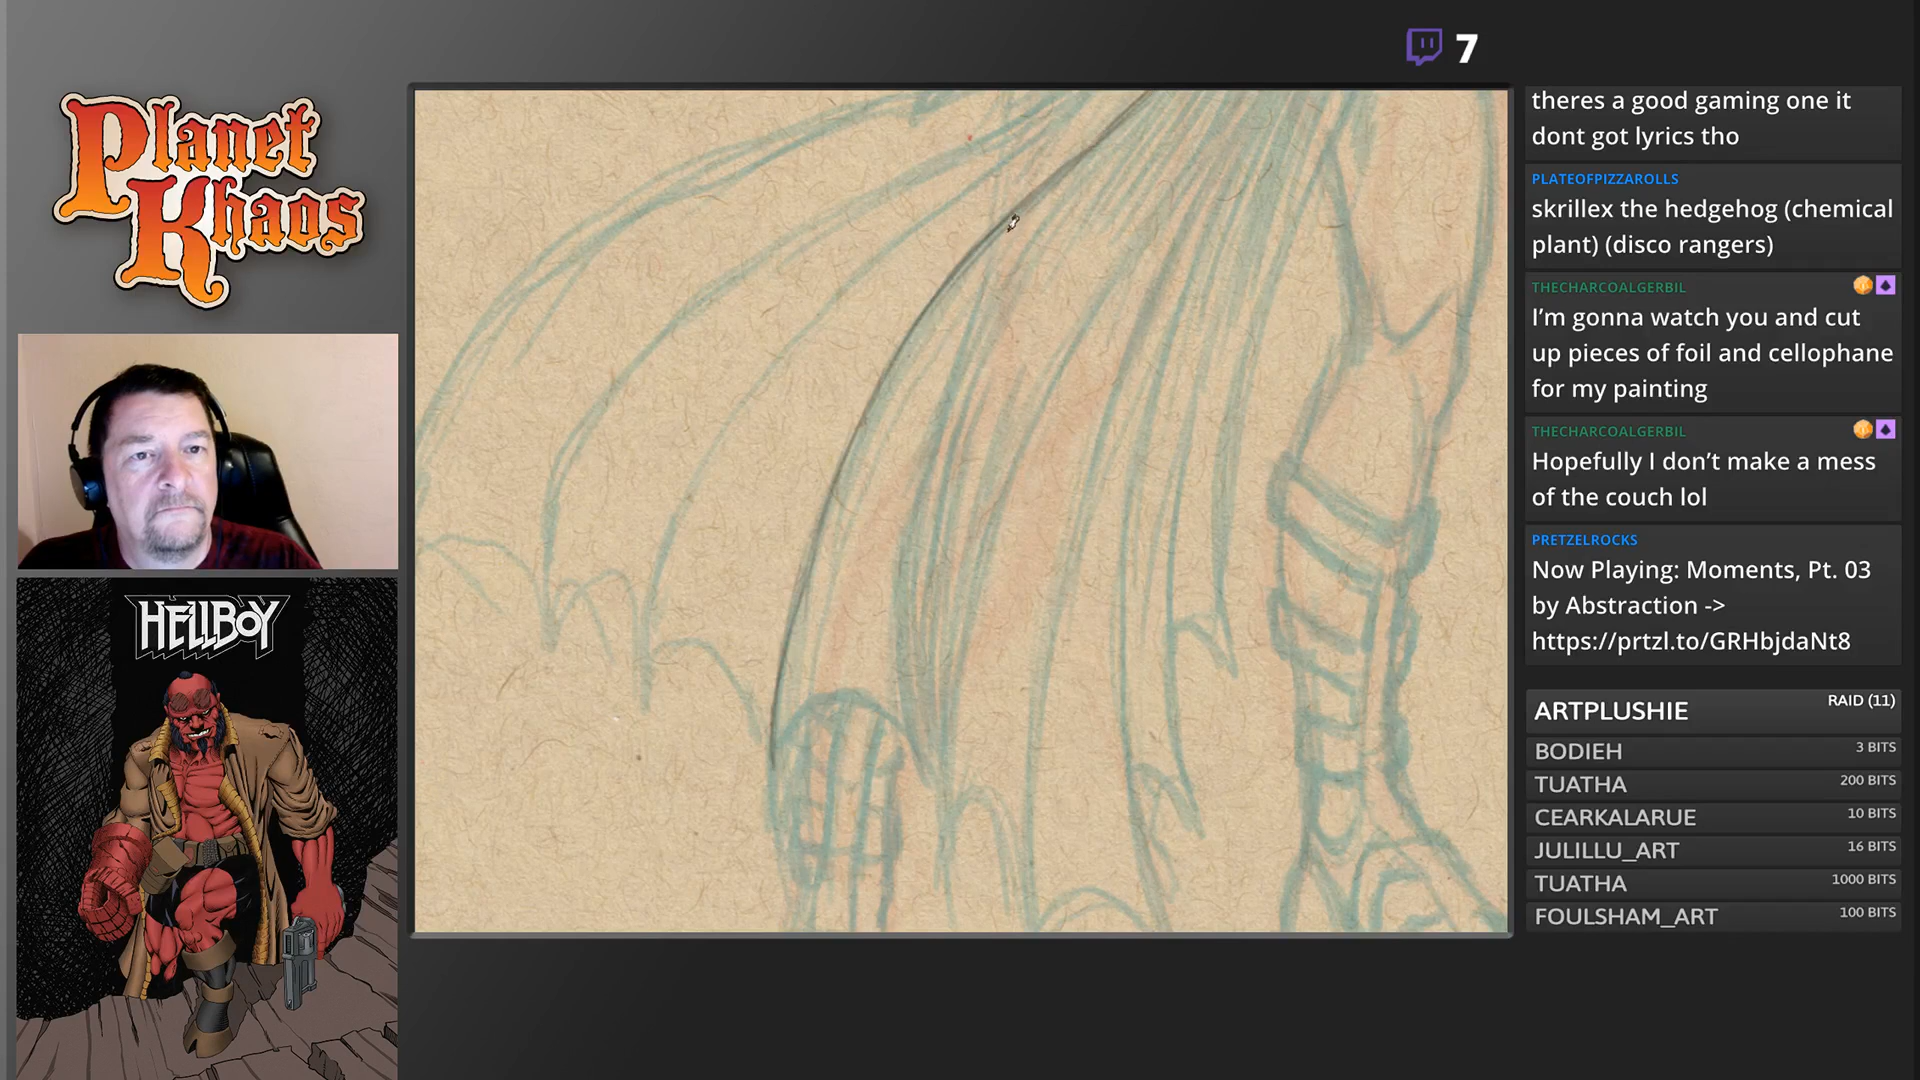 7
Planet
Khaos
HELLBOY
theres a good gaming one it
dont got lyrics tho
PLATEOFPIZZAROLLS
skrillex the hedgehog (chemical
plant) (disco rangers)
THECHARCOALGERBIL
I'm gonna watch you and cut
up pieces of foil and cellophane
for my painting
THECHARCOALGERBIL
Hopefully I don't make a mess
of the couch lol
PRETZELROCKS
Now Playing: Moments, Pt. 03
by Abstraction ->
https://prtzl.to/GRHbjdaNt8
ARTPLUSHIE RAID (11)
BODIEH 3 BITS
TUATHA 200 BITS
CEARKALARUE 10 BITS
JULILLU_ART 16 BITS
TUATHA 1000 BITS
FOULSHAM_ART 100 BITS